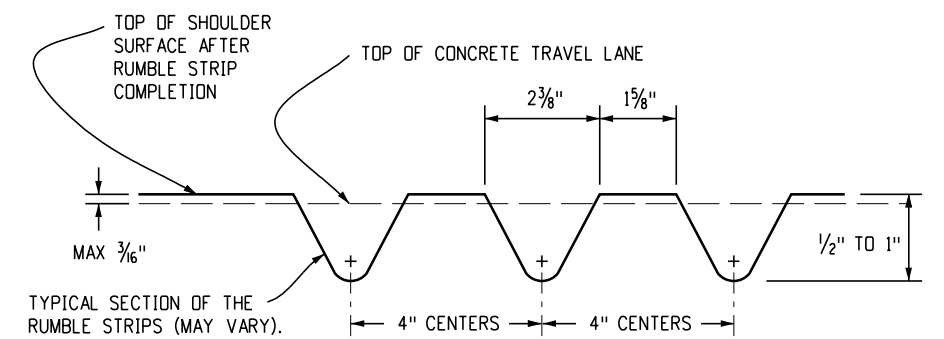 TOP OF SHOULDER
SURFACE AFTER
RUMBLE STRIP
COMPLETION
TOP OF CONCRETE TRAVEL LANE
2⅜"
1⅝"
MAX 3/16"
½" TO 1"
TYPICAL SECTION OF THE
RUMBLE STRIPS (MAY VARY).
4" CENTERS
4" CENTERS